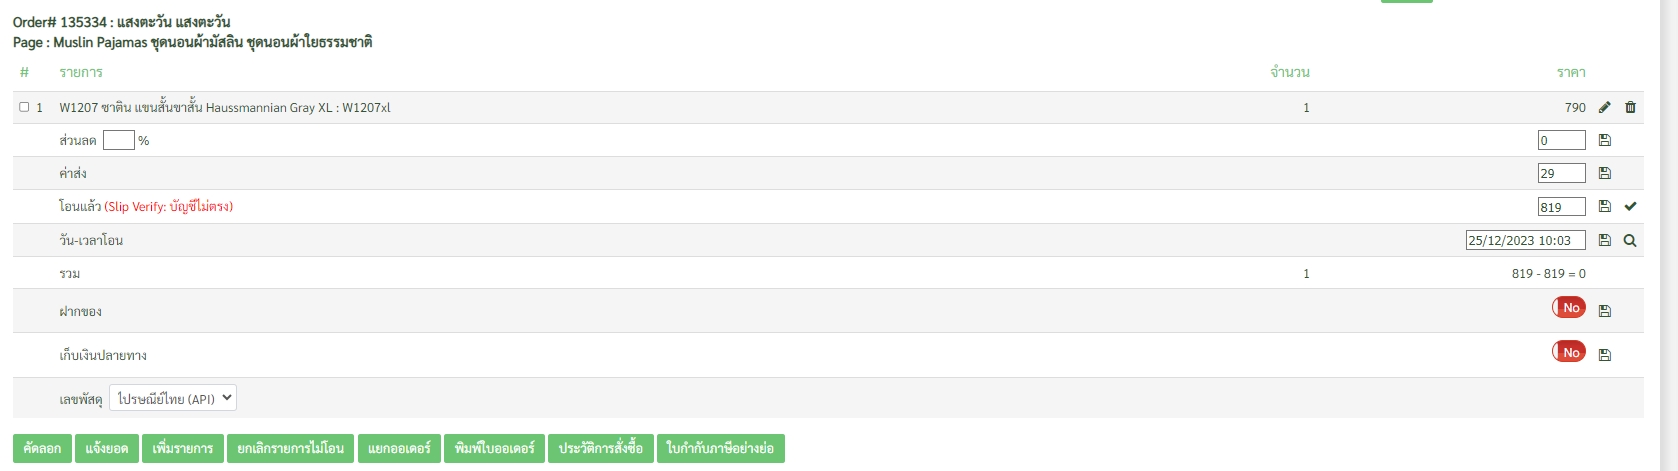 Order# 135334 : แสงตะวัน แสงตะวัน
Page : Muslin Pajamas ชุดนอนผ้ามัสลิน ชุดนอนผ้าใยธรรมชาติ
# รายการ จำนวน ราคา
1 W1207 ซาติน แขนสั้นขาสั้น Haussmannian Gray XL : W1207xl 1 790
ส่วนลด % 0
ค่าส่ง 29
โอนแล้ว (Slip Verify: บัญชีไม่ตรง) 819
วัน-เวลาโอน 25/12/2023 10:03
รวม 1 819 - 819 = 0
ฝากของ No
เก็บเงินปลายทาง No
เลขพัสดุ ไปรษณีย์ไทย (API)
คัดลอก แจ้งยอด เพิ่มรายการ ยกเลิกรายการไม่โอน แยกออเดอร์ พิมพ์ใบออเดอร์ ประวัติการสั่งซื้อ ใบกำกับภาษีอย่างย่อ